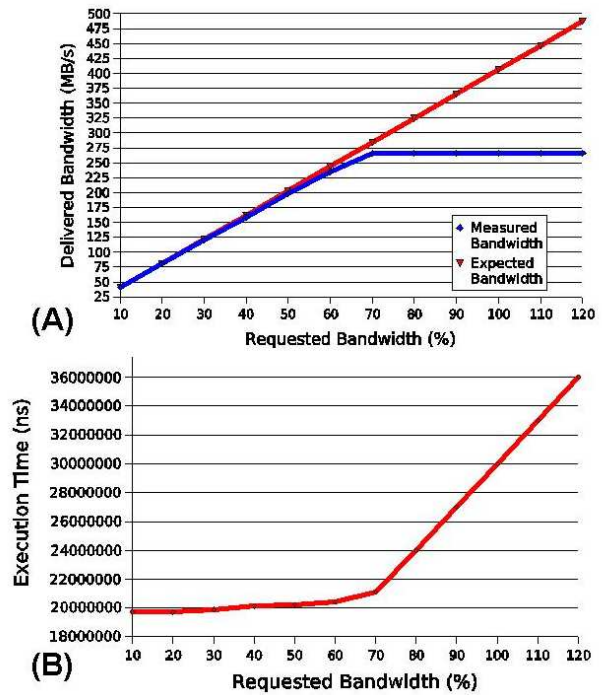 500
475
450
425
400
375
350
325
300
275
250
225
200
175
150
125
100
75
50
25
Delivered Bandwidth (MB/s)
Measured
Bandwidth
Expected
Bandwidth
10 20 30 40 50 60 70 80 90 100 110 120
(A)
Requested Bandwidth (%)
36000000
34000000
32000000
30000000
28000000
26000000
24000000
22000000
20000000
18000000
Execution Time (ns)
10 20 30 40 50 60 70 80 90 100 110 120
(B)
Requested Bandwidth (%)